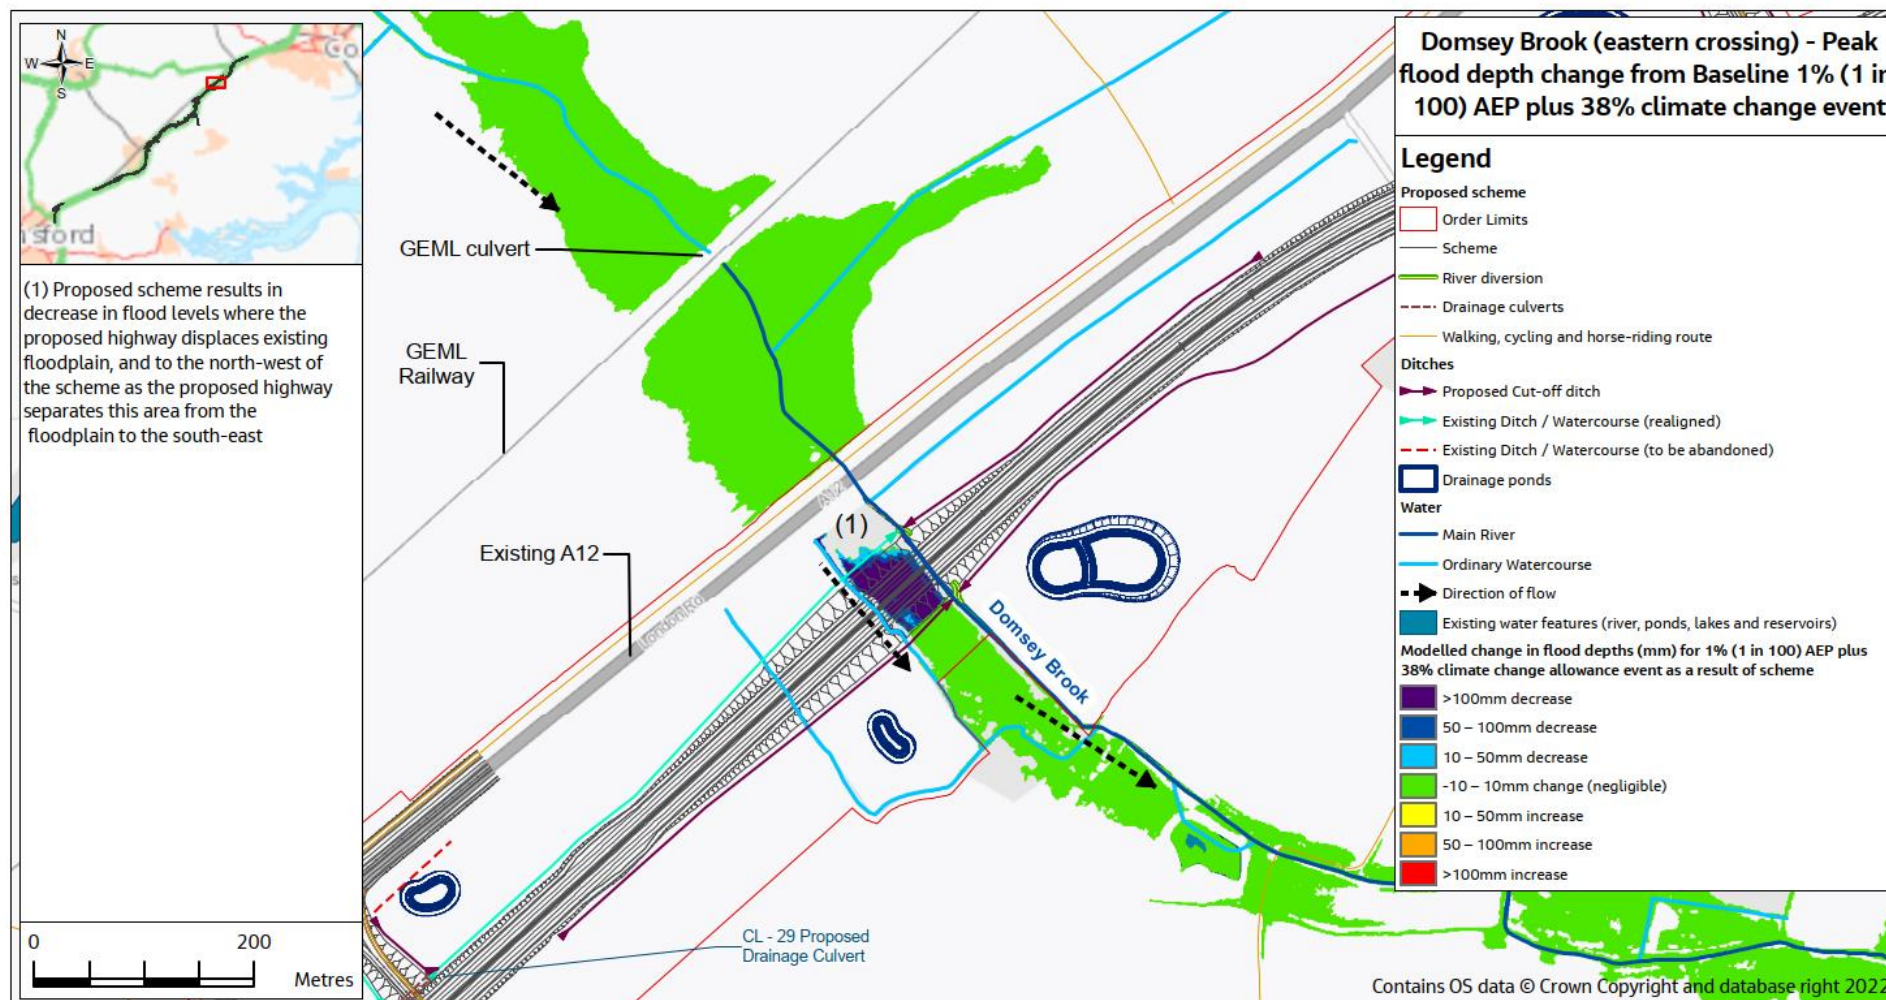 N
W
E
S
Co
nsford
(1) Proposed scheme results in
decrease in flood levels where the
proposed highway displaces existing
floodplain, and to the north-west of
the scheme as the proposed highway
separates this area from the
floodplain to the south-east
0
200
Metres
GEML culvert
GEML
Railway
Existing A12
A12
London Rd
(1)
Domsey Brook
CL - 29 Proposed
Drainage Culvert
Domsey Brook (eastern crossing) - Peak
flood depth change from Baseline 1% (1 in
100) AEP plus 38% climate change event
Legend
Proposed scheme
Order Limits
Scheme
River diversion
Drainage culverts
Walking, cycling and horse-riding route
Ditches
Proposed Cut-off ditch
Existing Ditch / Watercourse (realigned)
Existing Ditch / Watercourse (to be abandoned)
Drainage ponds
Water
Main River
Ordinary Watercourse
Direction of flow
Existing water features (river, ponds, lakes and reservoirs)
Modelled change in flood depths (mm) for 1% (1 in 100) AEP plus
38% climate change allowance event as a result of scheme
>100mm decrease
50 – 100mm decrease
10 – 50mm decrease
-10 – 10mm change (negligible)
10 – 50mm increase
50 – 100mm increase
>100mm increase
Contains OS data © Crown Copyright and database right 2022